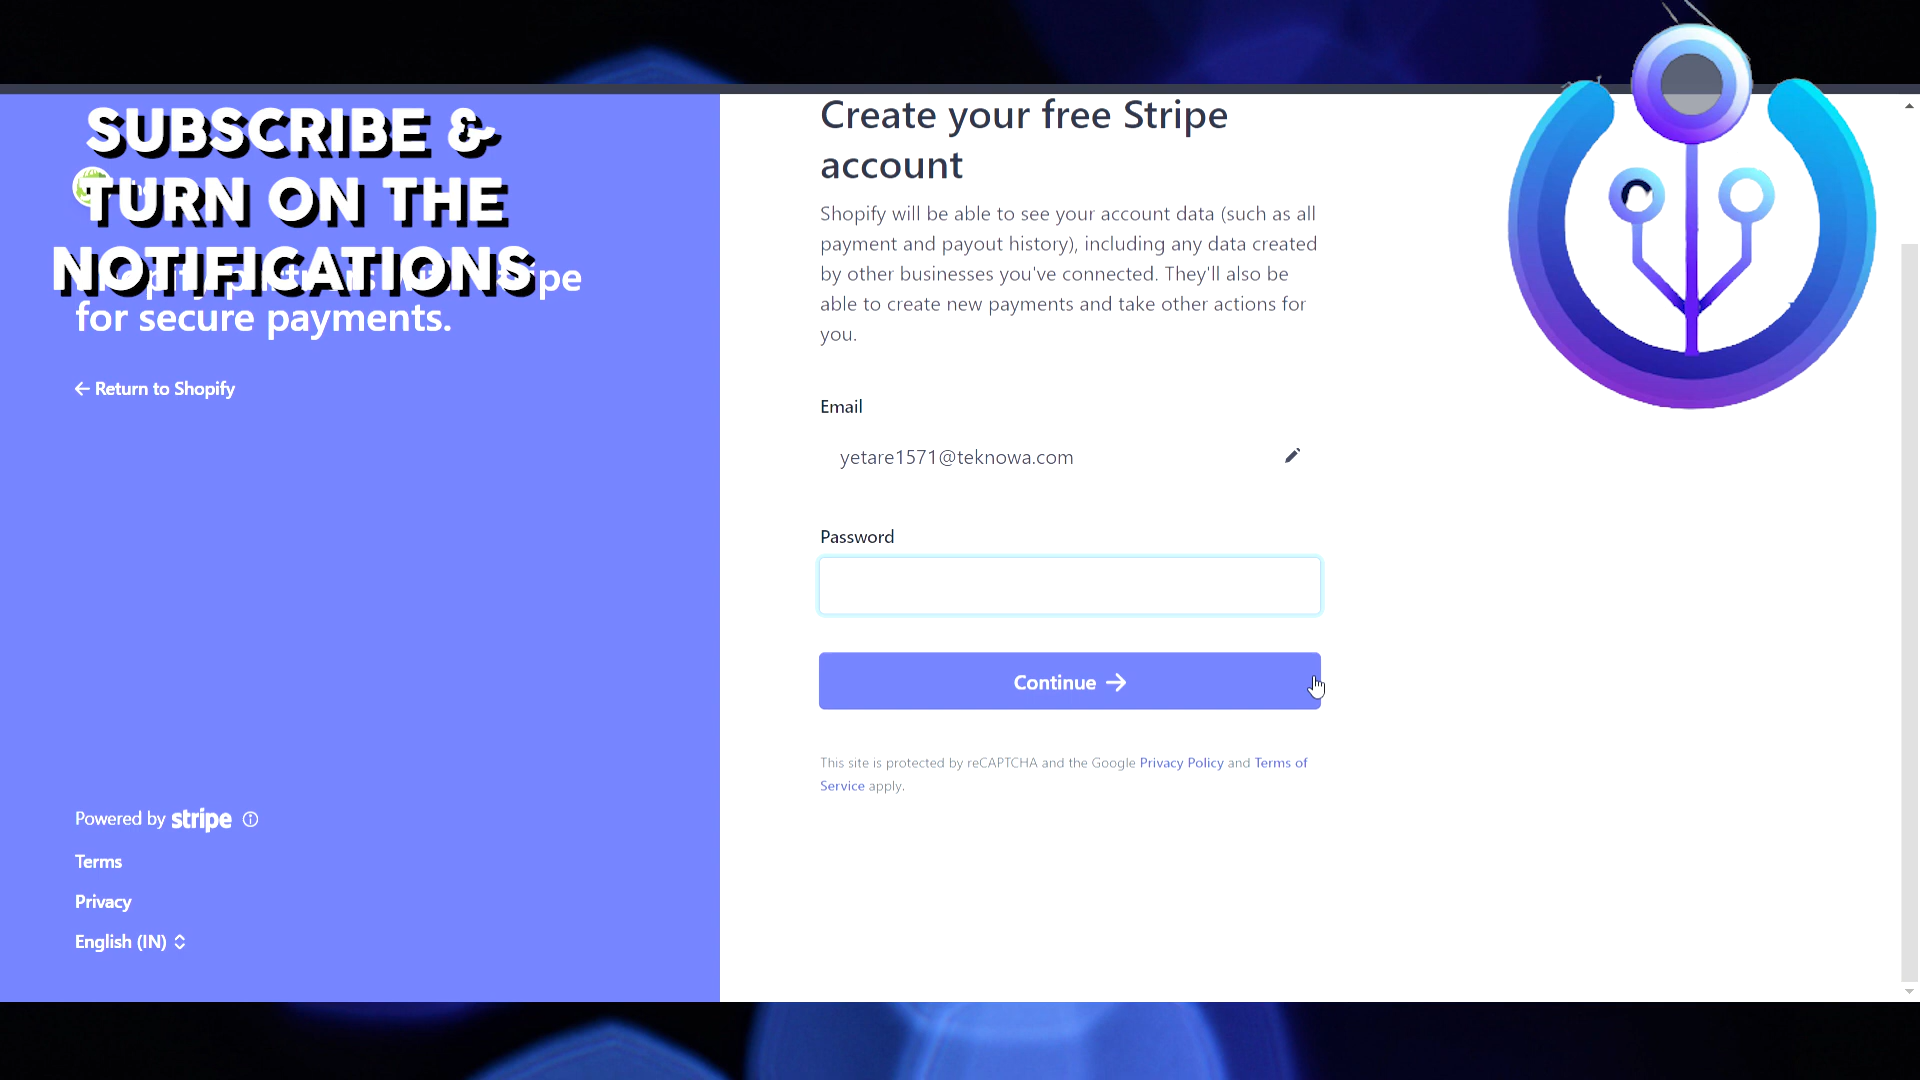 SUBSCRIBE &
TURN ON THE
NOTIFICATIONS
for secure payments.
← Return to Shopify
Powered by stripe
Terms
Privacy
English (IN)
Create your free Stripe
account
Shopify will be able to see your account data (such as all
payment and payout history), including any data created
by other businesses you've connected. They'll also be
able to create new payments and take other actions for
you.
Email
yetare1571@teknowa.com
Password
Continue →
This site is protected by reCAPTCHA and the Google Privacy Policy and Terms of
Service apply.